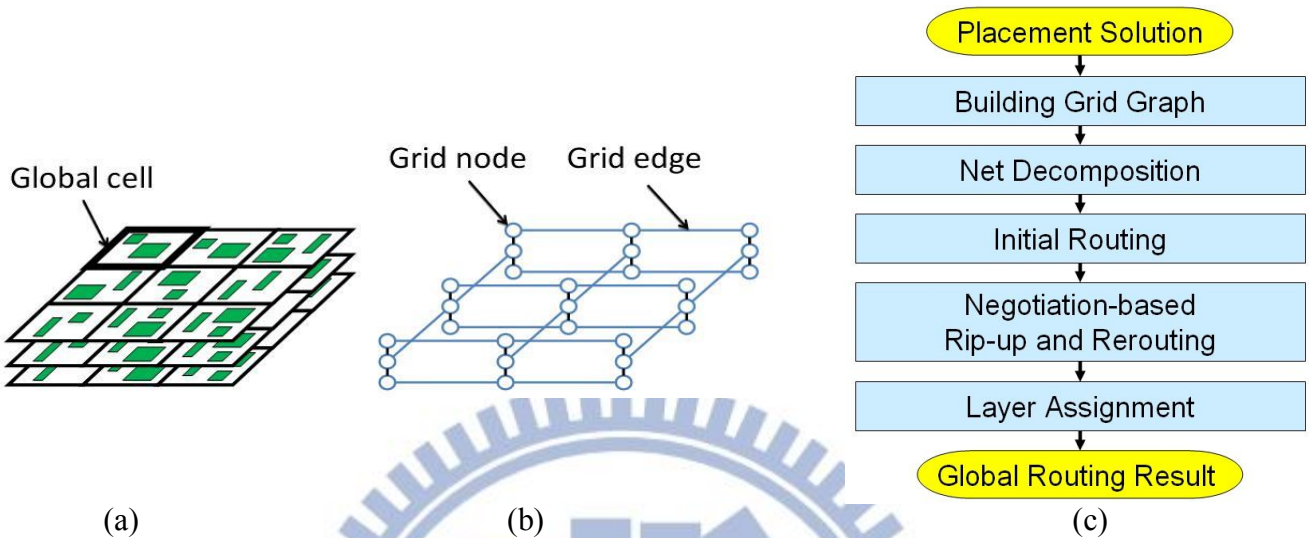 Global cell
Grid node
Grid edge
(a)
(b)
Placement Solution
Building Grid Graph
Net Decomposition
Initial Routing
Negotiation-based
Rip-up and Rerouting
Layer Assignment
Global Routing Result
(c)